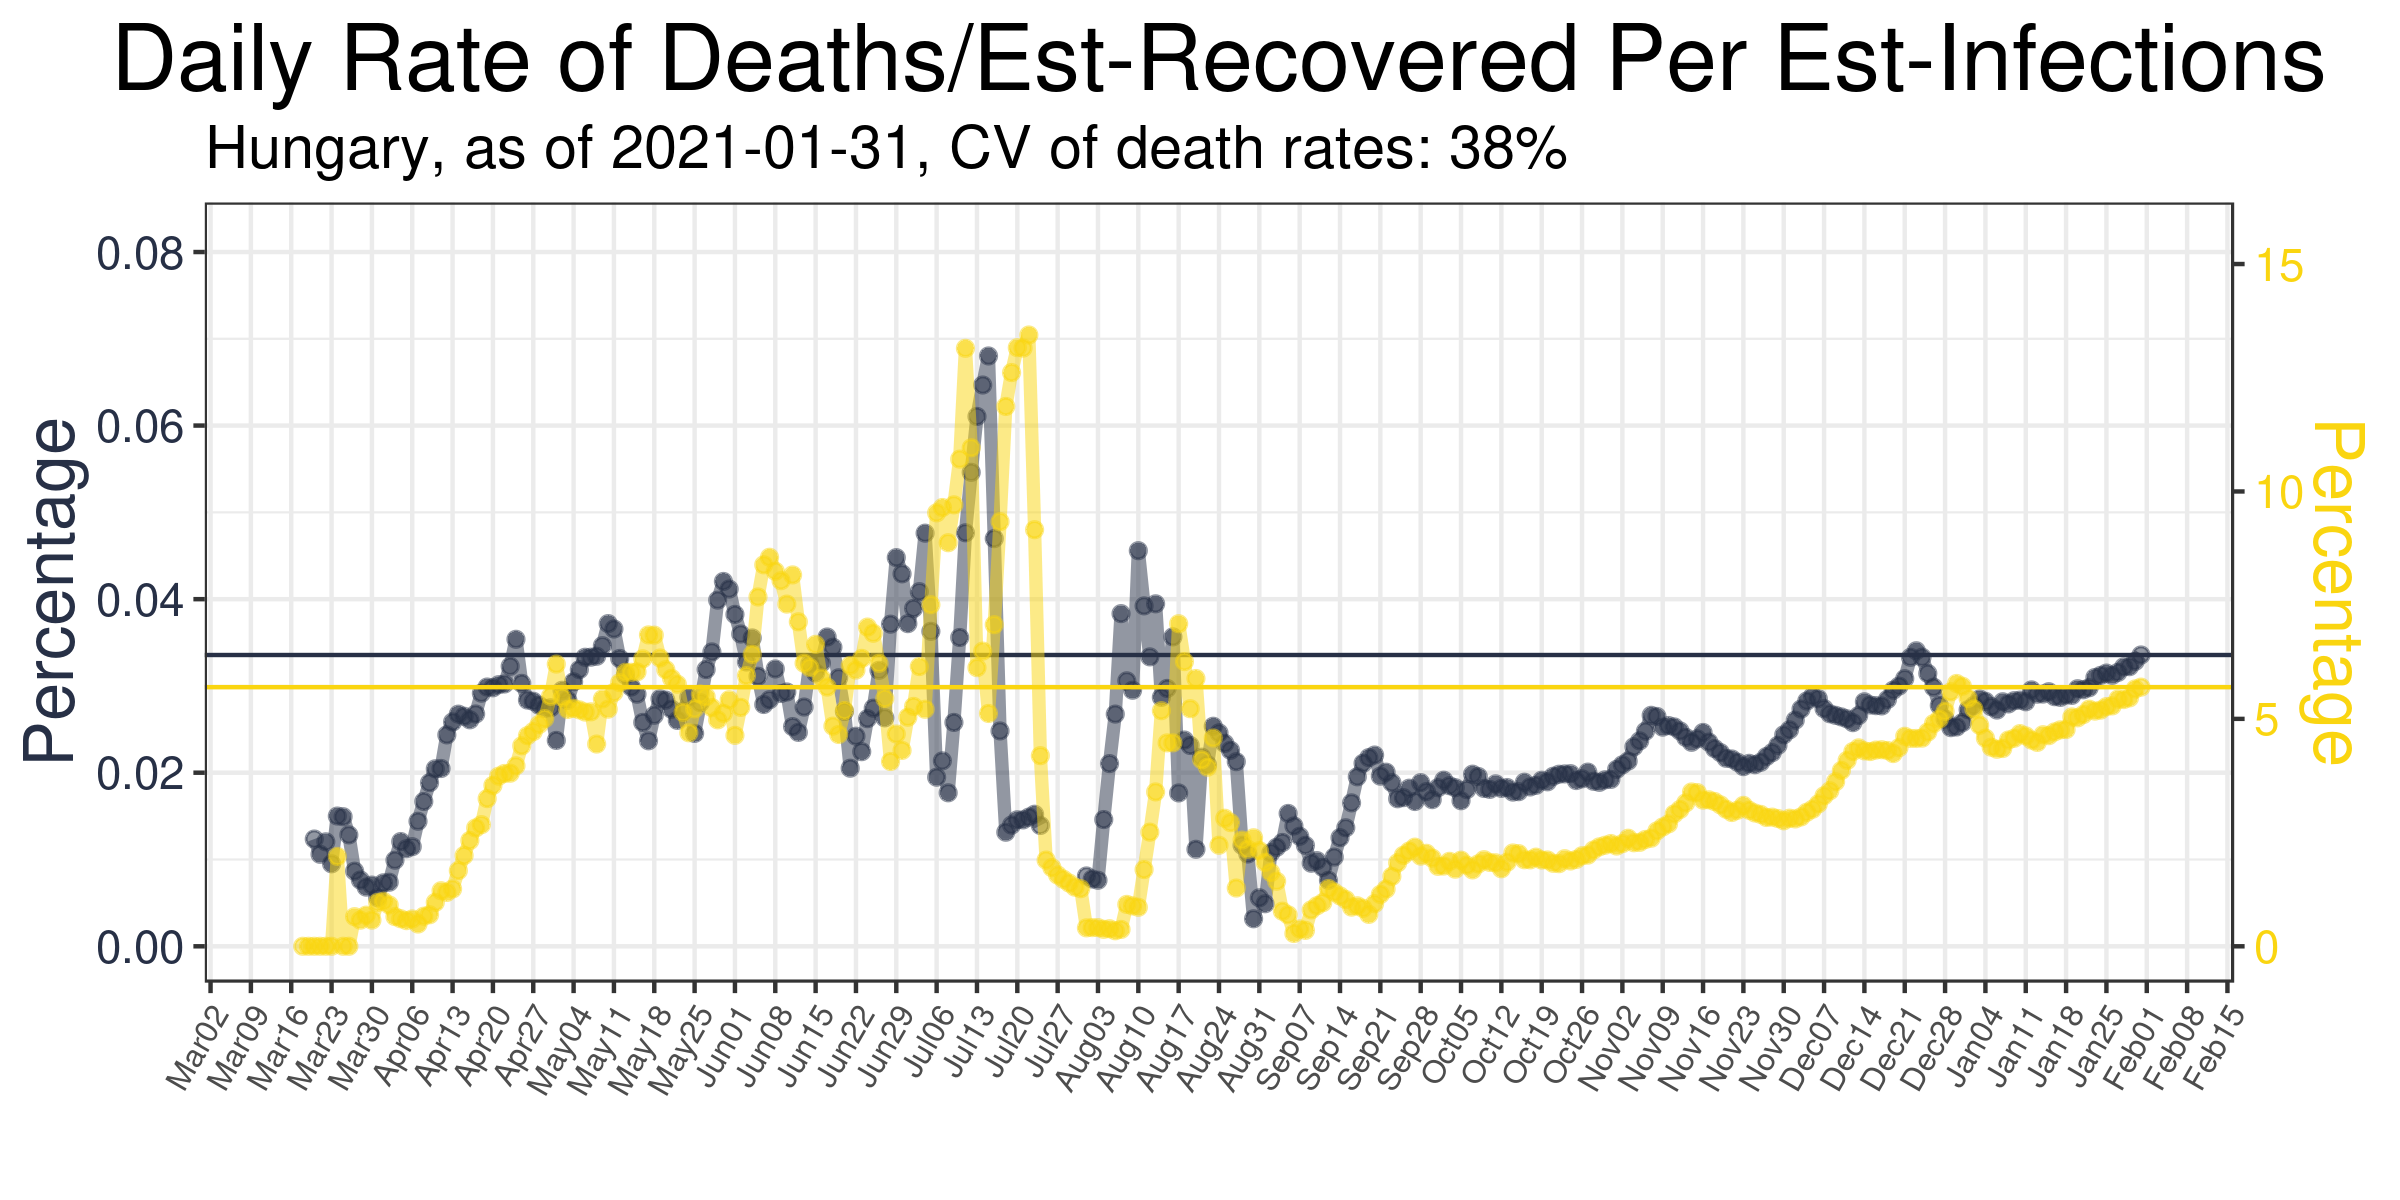 Daily Rate of Deaths/Est-Recovered Per Est-Infections
Hungary, as of 2021-01-31, CV of death rates: 38%
Percentage
0.08
0.06
0.04
0.02
0.00
15
10
5
0
Percentage
Mar02
Mar09
Mar16
Mar23
Mar30
Apr06
Apr13
Apr20
Apr27
May04
May11
May18
May25
Jun01
Jun08
Jun15
Jun22
Jun29
Jul06
Jul13
Jul20
Jul27
Aug03
Aug10
Aug17
Aug24
Aug31
Sep07
Sep14
Sep21
Sep28
Oct05
Oct12
Oct19
Oct26
Nov02
Nov09
Nov16
Nov23
Nov30
Dec07
Dec14
Dec21
Dec28
Jan04
Jan11
Jan18
Jan25
Feb01
Feb08
Feb15